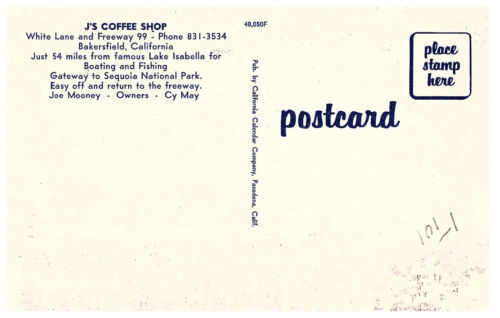 J'S COFFEE SHOP
White Lane and Freeway 99 - Phone 831-3534
Bakersfield, California
Just 54 miles from famous Lake Isabella for
Boating and Fishing
Gateway to Sequoia National Park.
Easy off and return to the freeway.
Joe Mooney - Owners - Cy May
48,050F
Pub. by California Calendar Company, Pasadena, Calif.
postcard
place
stamp
here